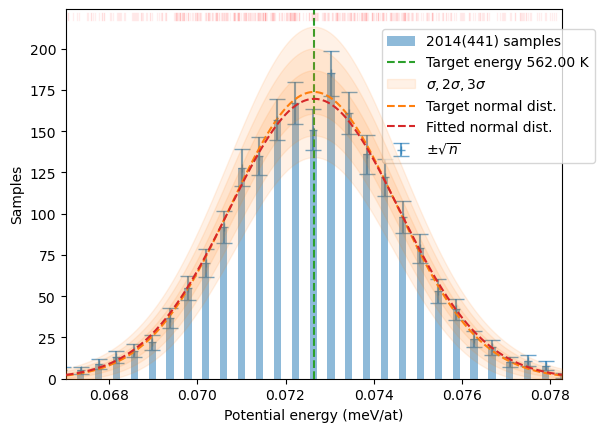 200
175
150
125
100
75
50
25
0
Samples
0.068
0.070
0.072
0.074
0.076
0.078
Potential energy (meV/at)
2014(441) samples
Target energy 562.00 K
σ, 2σ, 3σ
Target normal dist.
Fitted normal dist.
±√n